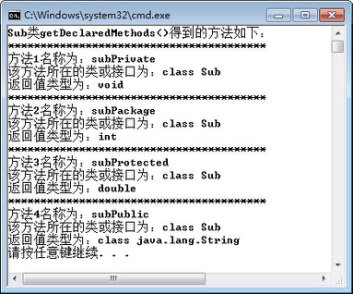 C:\Windows\system32\cmd.exe
Sub类getDeclaredMethods()得到的方法如下：
****************************************
方法1名称为：subPrivate
该方法所在的类或接口为：class Sub
返回值类型为：void
****************************************
方法2名称为：subPackage
该方法所在的类或接口为：class Sub
返回值类型为：int
****************************************
方法3名称为：subProtected
该方法所在的类或接口为：class Sub
返回值类型为：double
****************************************
方法4名称为：subPublic
该方法所在的类或接口为：class Sub
返回值类型为：class java.lang.String
请按任意键继续. . .